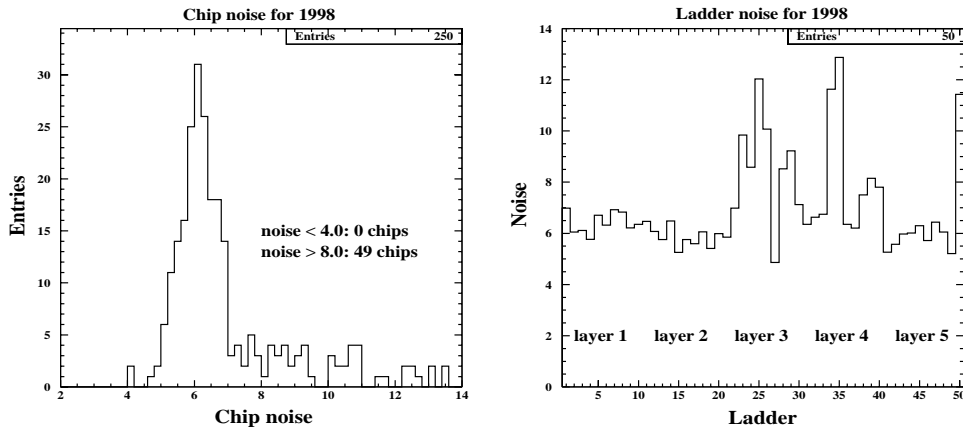 Chip noise for 1998
Entries 250
30
25
20
15
10
5
0
2 4 6 8 10 12 14
Entries
Chip noise
noise < 4.0: 0 chips
noise > 8.0: 49 chips
Ladder noise for 1998
Entries 50
14
12
10
8
6
4
2
0
5 10 15 20 25 30 35 40 45 50
Noise
Ladder
layer 1 layer 2 layer 3 layer 4 layer 5